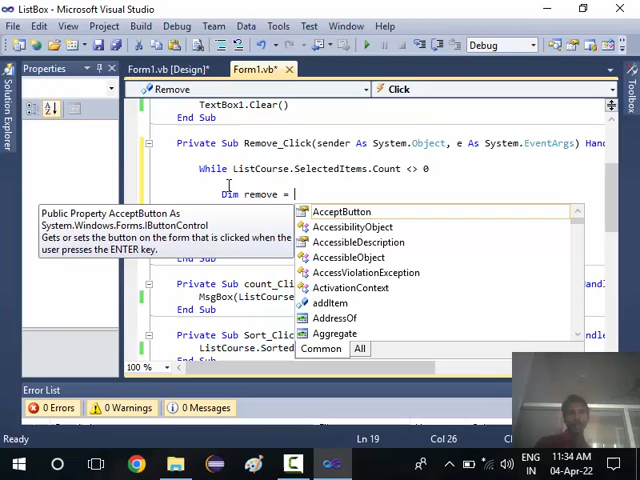 ListBox - Microsoft Visual Studio
File Edit View Project Build Debug Team Data Tools Test Window Help
Debug
Properties
Form1.vb [Design]*
Form1.vb*
Remove
Click
Solution Explorer
Toolbox
TextBox1.Clear()
End Sub
Private Sub Remove_Click(sender As System.Object, e As System.EventArgs) Hand
While ListCourse.SelectedItems.Count <> 0
Dim remove =
Public Property AcceptButton As
System.Windows.Forms.IButtonControl
Gets or sets the button on the form that is clicked when the
user presses the ENTER key.
AcceptButton
AccessibilityObject
AccessibleDescription
AccessibleObject
AccessViolationException
ActivationContext
addItem
AddressOf
Aggregate
Common All
End Sub
Private Sub count_Clic
MsgBox(ListCourse
End Sub
Private Sub Sort_Clic
ListCourse.Sorted
100 %
Error List
0 Errors
0 Warnings
0 Messages
Ready
Ln 19
Col 26
ENG
IN
11:34 AM
04-Apr-22